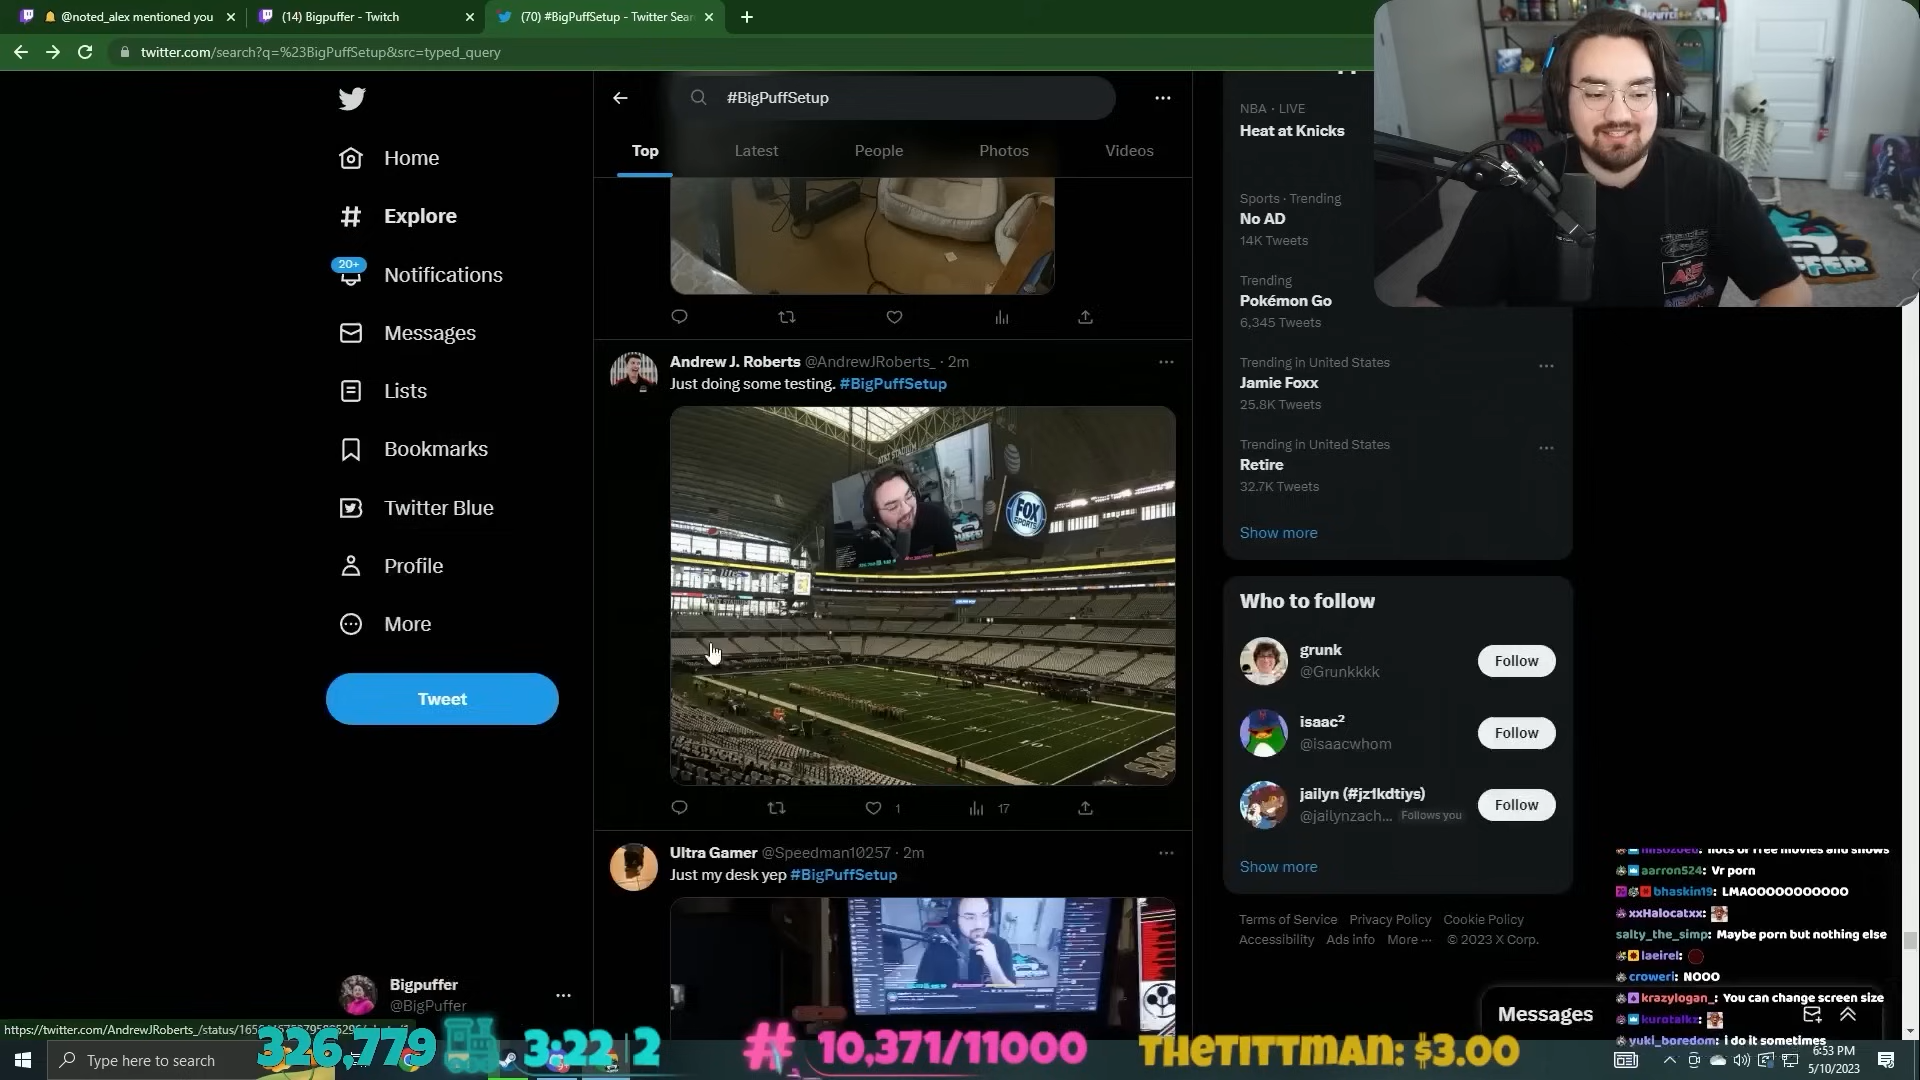 @noted_alex mentioned you
(14) Bigpuffer - Twitch
(70) #BigPuffSetup - Twitter Sear
twitter.com/search?q=%23BigPuffSetup&src=typed_query
Home
Explore
20+
Notifications
Messages
Lists
Bookmarks
Twitter Blue
Profile
More
Tweet
Bigpuffer
@BigPuffer
#BigPuffSetup
Top
Latest
People
Photos
Videos
Andrew J. Roberts @AndrewJRoberts_ · 2m
Just doing some testing. #BigPuffSetup
AT&T STADIUM
FOX
SPORTS
1
17
Ultra Gamer @Speedman10257 · 2m
Just my desk yep #BigPuffSetup
NBA · LIVE
Heat at Knicks
Sports · Trending
No AD
14K Tweets
Trending
Pokémon Go
6,345 Tweets
Trending in United States
Jamie Foxx
25.8K Tweets
Trending in United States
Retire
32.7K Tweets
Show more
Who to follow
grunk
@Grunkkkk
Follow
isaac²
@isaacwhom
Follow
jailyn (#jz1kdtiys)
@jailynzach... Follows you
Follow
Show more
Terms of Service Privacy Policy Cookie Policy
Accessibility Ads info More ··· © 2023 X Corp.
aarron524: Vr porn
bhaskin19: LMAOOOOOOOOOOO
xxHalocatxx:
salty_the_simp: Maybe porn but nothing else
laeirel:
croweri: NOOO
krazylogan_: You can change screen size
kurotalkz:
yuki_boredom: i do it sometimes
Messages
Type here to search
326,779
3:22 2
# 10,371/11000
THETITTMAN: $3.00
6:53 PM
5/10/2023